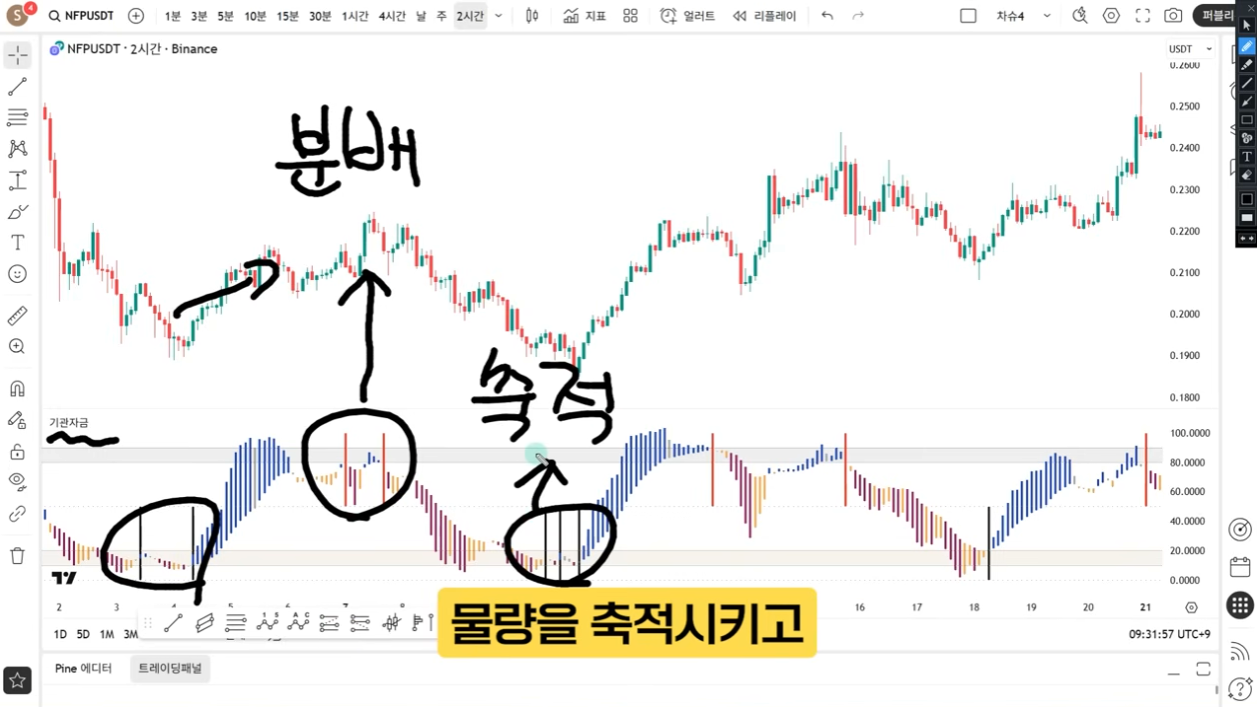 S 4 NFPUSDT 1분 3분 5분 10분 15분 30분 1시간 4시간 날 주 2시간 지표 얼러트 리플레이 차슈4 퍼블리
NFPUSDT · 2시간 · Binance
USDT
0.2600
0.2500
0.2400
0.2300
0.2200
0.2100
0.2000
0.1900
0.1800
분배
축적
기관자금
100.0000
80.0000
60.0000
40.0000
20.0000
0.0000
2 3 4 5 6 7 8 16 17 18 19 20 21
1D 5D 1M 3M
09:31:57 UTC+9
물량을 축적시키고
Pine 에디터 트레이딩패널